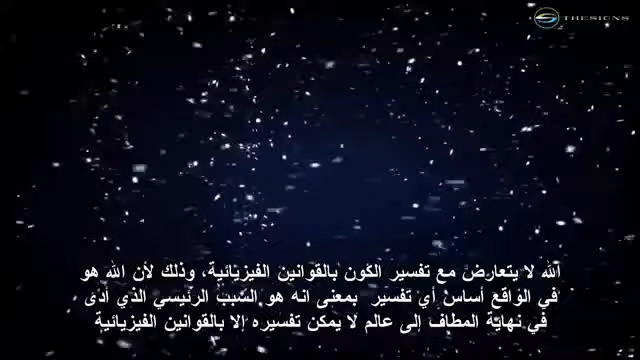 THESIGNS
الله لا يتعارض مع تفسير الكون بالقوانين الفيزيائية، وذلك لأن الله هو
في الواقع أساس أي تفسير بمعنى انه هو السبب الرئيسي الذي أدى
في نهاية المطاف إلى عالم لا يمكن تفسيره إلا بالقوانين الفيزيائية